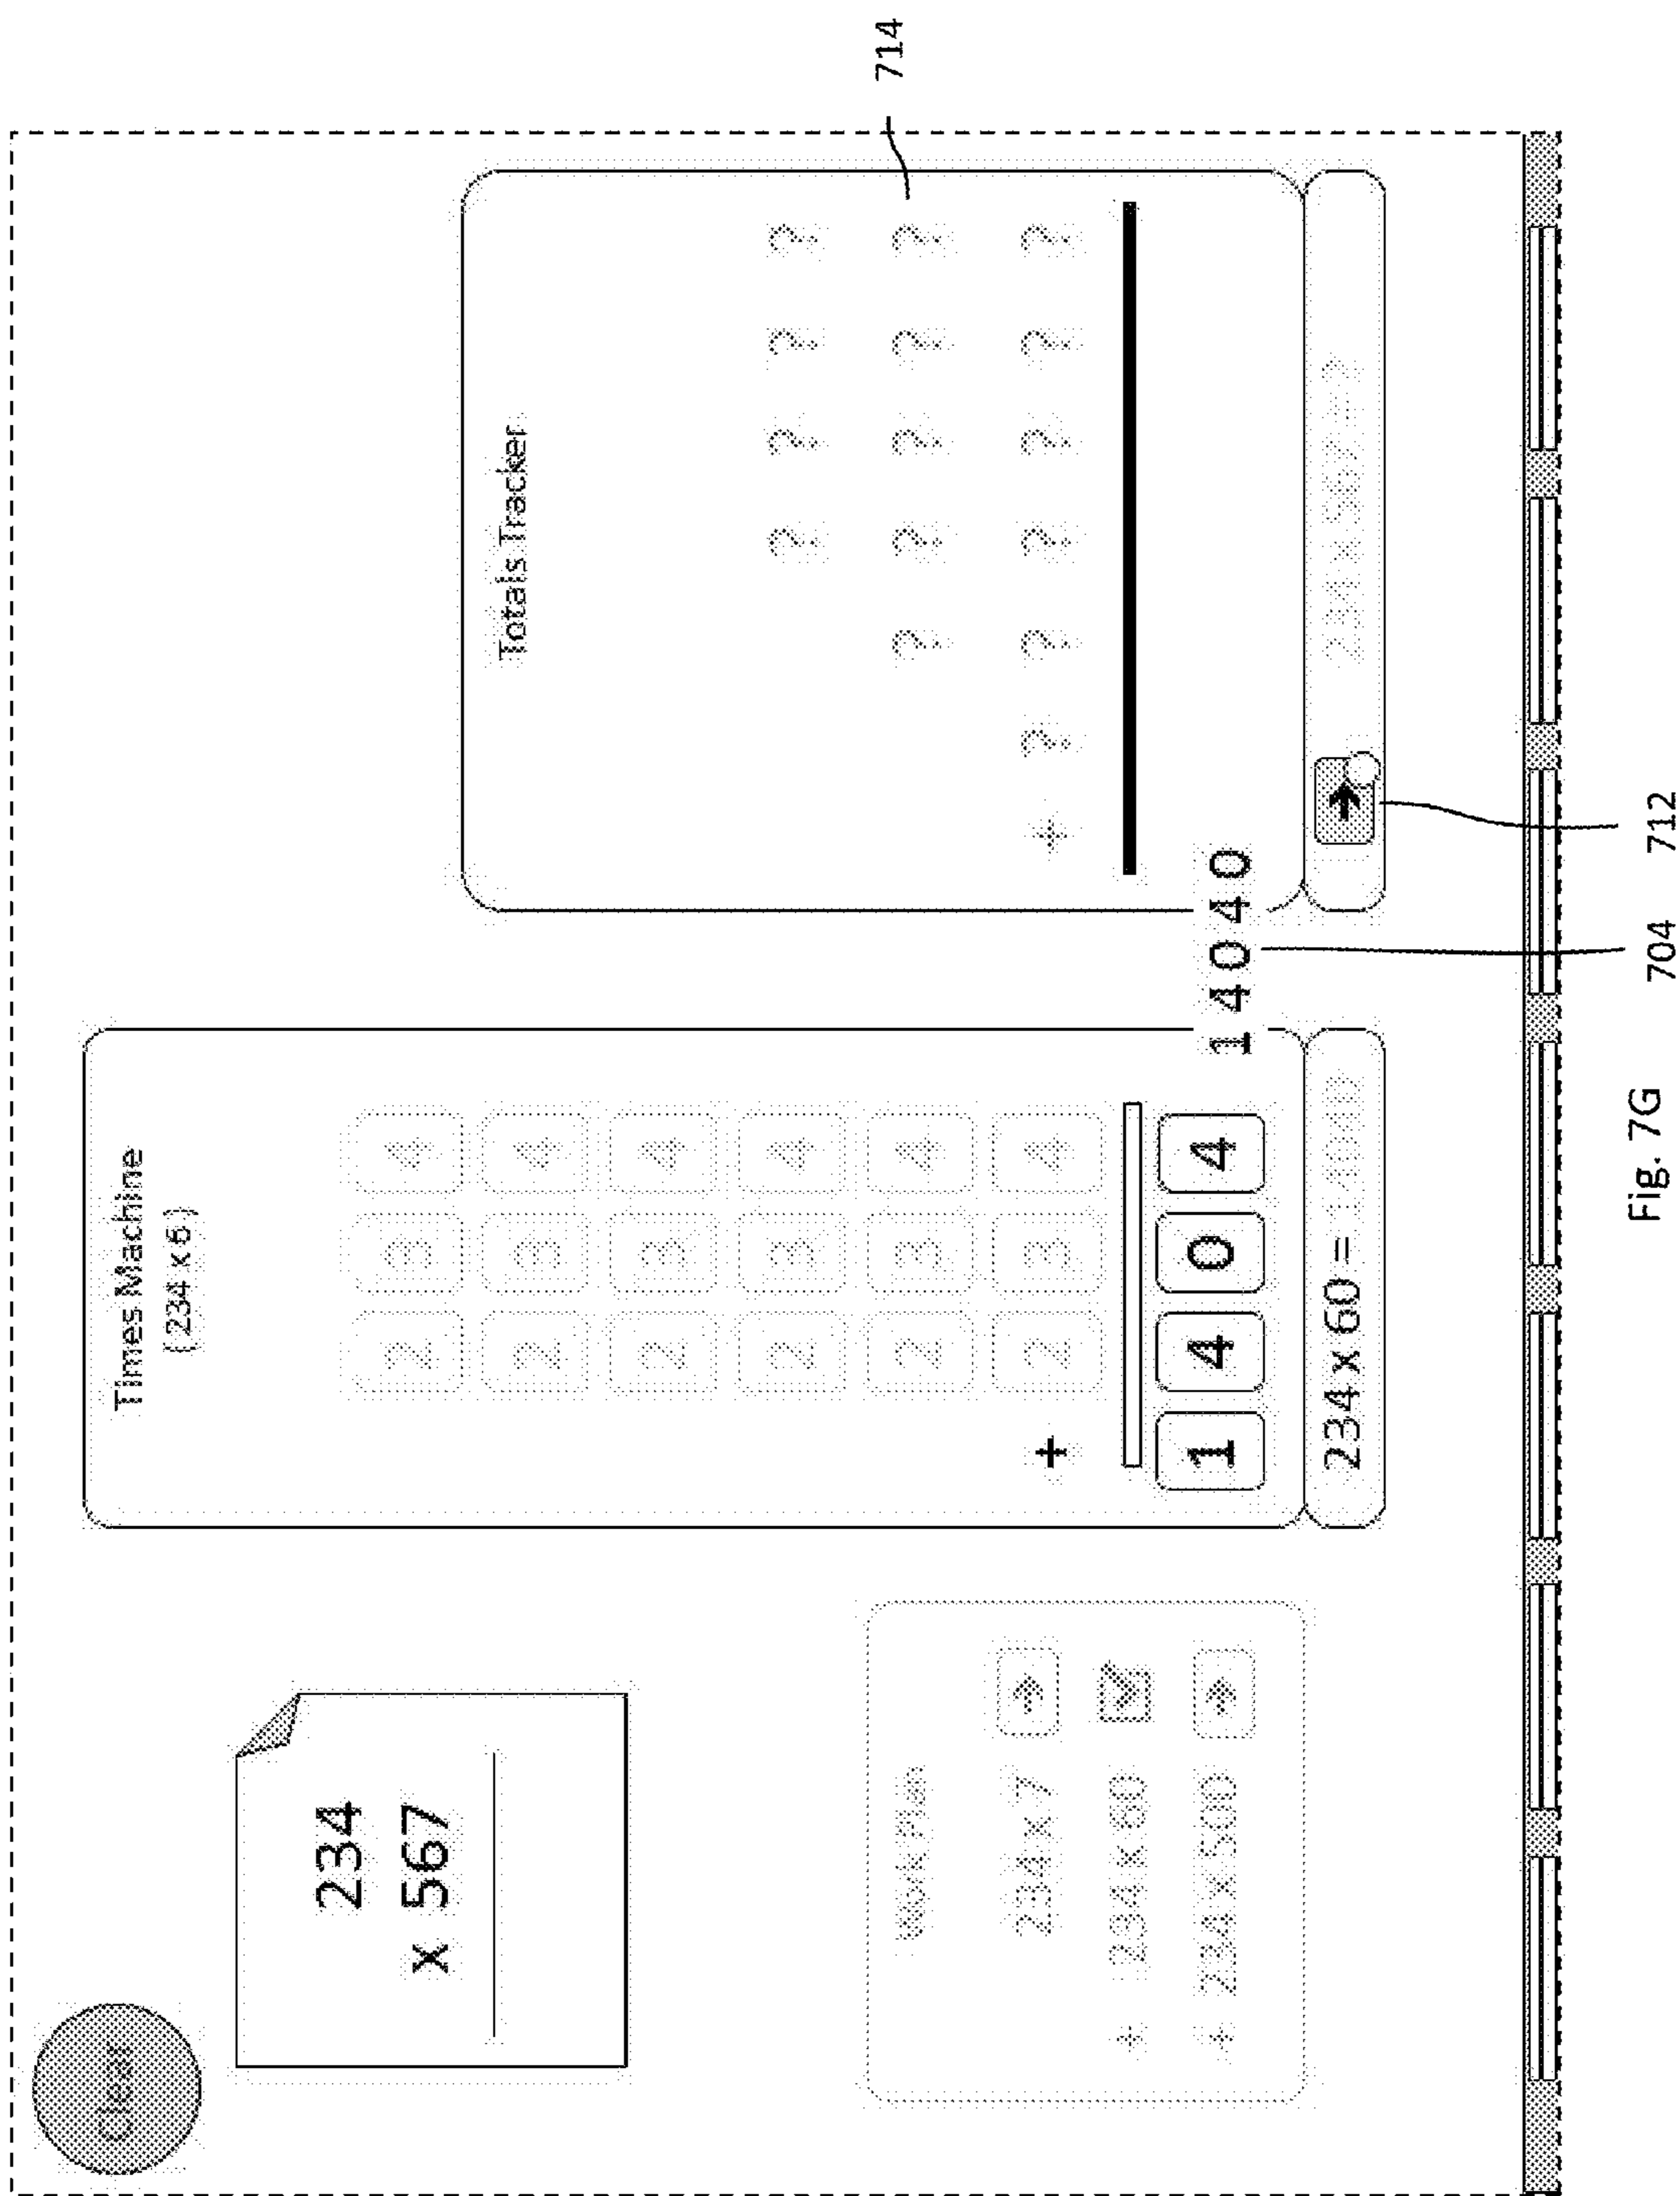 Clear
234
x 567
Work Plan
234 x 7
+ 234 x 60
+ 234 x 500
Times Machine
(234 x 6)
2 3 4
2 3 4
2 3 4
2 3 4
2 3 4
+ 2 3 4
1 4 0 4
234 x 60 = 14040
1 4 0 4 0
Totals Tracker
? ? ? ?
? ? ? ? ?
+ ? ? ? ? ? ?
234 x 567 = ?
714
704
712
Fig. 7G